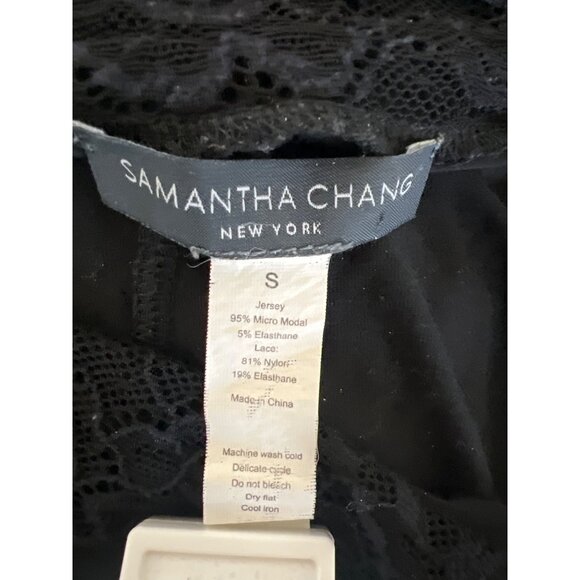 SAMANTHA CHANG
NEW YORK
S
Jersey
95% Micro Modal
5% Elasthane
Lace:
81% Nylon
19% Elasthane
Made in China
Machine wash cold
Delicate cycle
Do not bleach
Dry flat
Cool iron